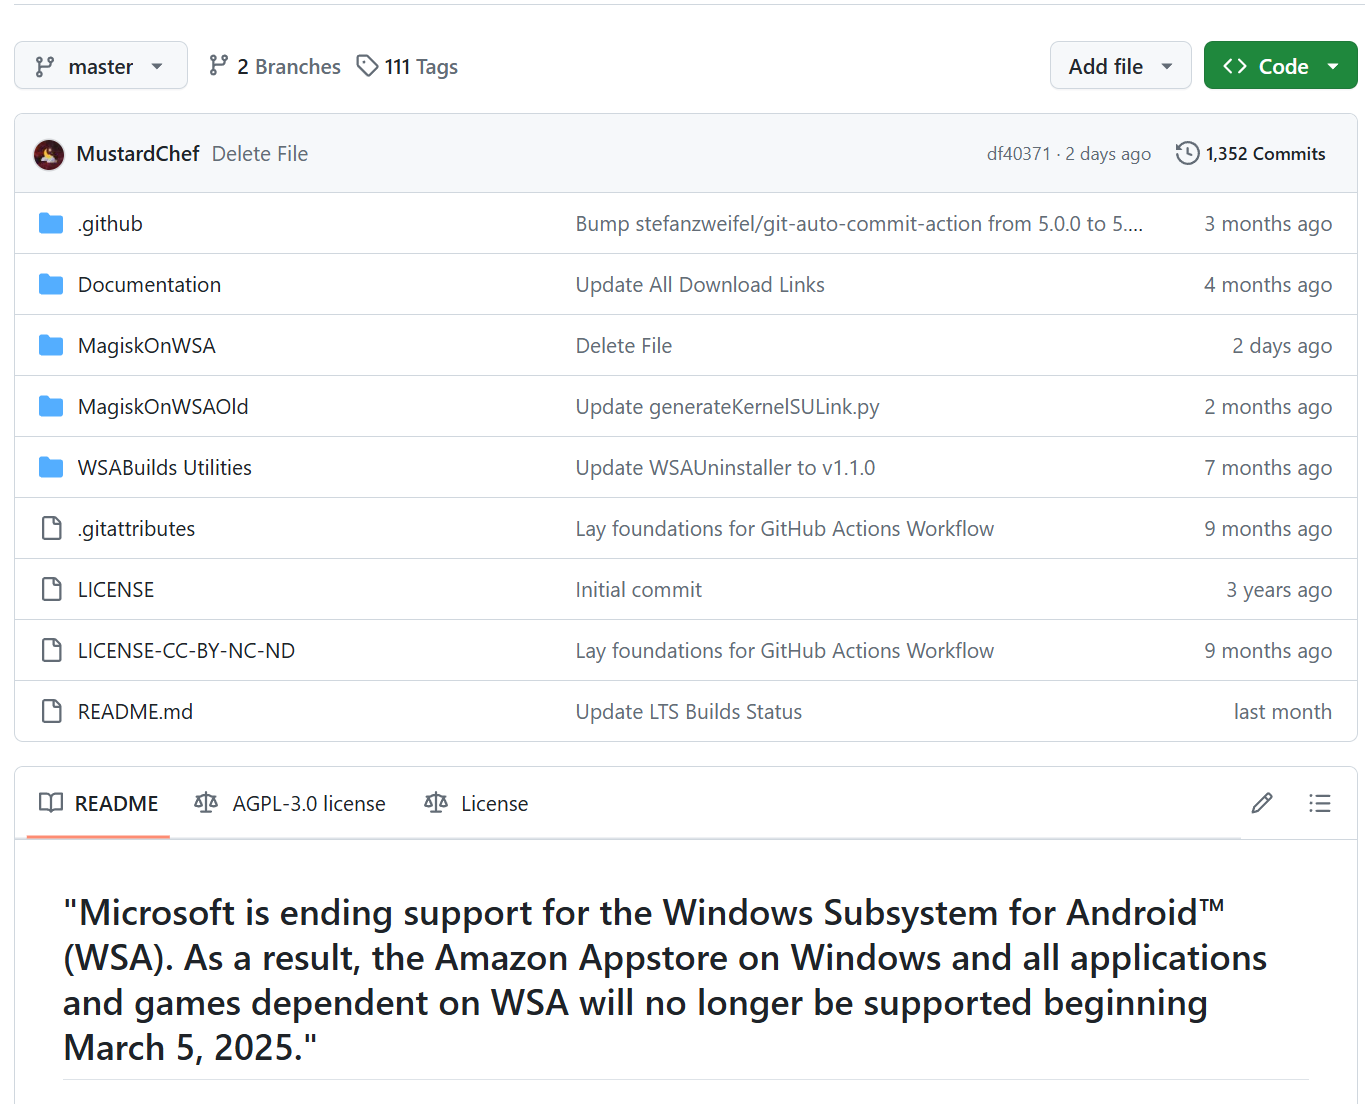 master 2 Branches 111 Tags Add file Code
MustardChef Delete File df40371 · 2 days ago 1,352 Commits
.github Bump stefanzweifel/git-auto-commit-action from 5.0.0 to 5.... 3 months ago
Documentation Update All Download Links 4 months ago
MagiskOnWSA Delete File 2 days ago
MagiskOnWSAOld Update generateKernelSULink.py 2 months ago
WSABuilds Utilities Update WSAUninstaller to v1.1.0 7 months ago
.gitattributes Lay foundations for GitHub Actions Workflow 9 months ago
LICENSE Initial commit 3 years ago
LICENSE-CC-BY-NC-ND Lay foundations for GitHub Actions Workflow 9 months ago
README.md Update LTS Builds Status last month
README AGPL-3.0 license License
"Microsoft is ending support for the Windows Subsystem for Android™
(WSA). As a result, the Amazon Appstore on Windows and all applications
and games dependent on WSA will no longer be supported beginning
March 5, 2025."